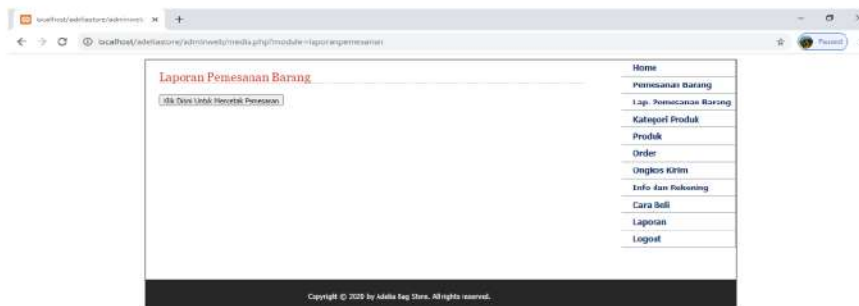 localhost/adeliastore/adminweb
localhost/adeliastore/adminweb/media.php?module=laporanpemesanan
Paused
Laporan Pemesanan Barang
Klik Disini Untuk Mencetak Pemesanan
Home
Pemesanan Barang
Lap. Pemesanan Barang
Kategori Produk
Produk
Order
Ongkos Kirim
Info dan Rekening
Cara Beli
Laporan
Logout
Copyright © 2020 by Adelia Bag Store. All rights reserved.